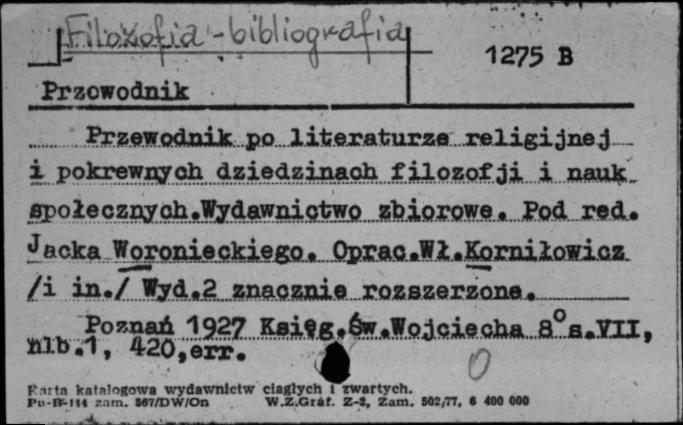 Filozofia - bibliografia
1275 B
Przowodnik
Przewodnik po literaturze religijnej
i pokrewnych dziedzinach filozofji i nauk
społecznych.Wydawnictwo zbiorowe. Pod red.
Jacka Woronieckiego. Oprac.Wł.Korniłowicz
/i in./ Wyd.2 znacznie rozszerzone.
Poznań 1927 Księg.Św.Wojciecha 8° s.VII,
nlb.1, 420,err.
0
Karta katalogowa wydawnictw ciągłych i zwartych.
Pu-B-114 zam. 567/DW/On W.Z.Graf. Z-2, Zam. 502/77, 6 400 000